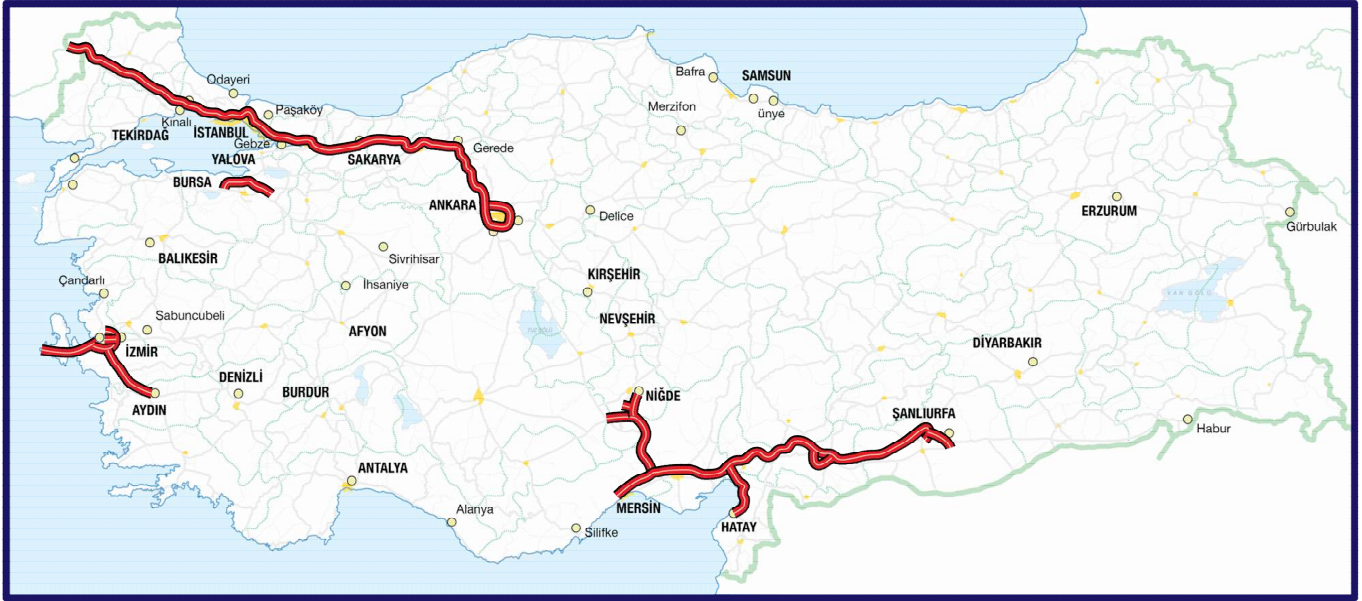 Bafra
SAMSUN
Odayeri
Merzifon
ünye
Paşaköy
Kınalı
TEKİRDAĞ
İSTANBUL
Gebze
Gerede
YALOVA
SAKARYA
BURSA
ANKARA
Delice
ERZURUM
Gürbulak
BALIKESİR
Sivrihisar
KIRŞEHİR
Çandarlı
İhsaniye
VAN GÖLÜ
Sabuncubeli
NEVŞEHİR
AFYON
İZMİR
DİYARBAKIR
DENİZLİ
BURDUR
NİĞDE
AYDIN
ŞANLIURFA
Habur
ANTALYA
MERSİN
Alanya
HATAY
Silifke